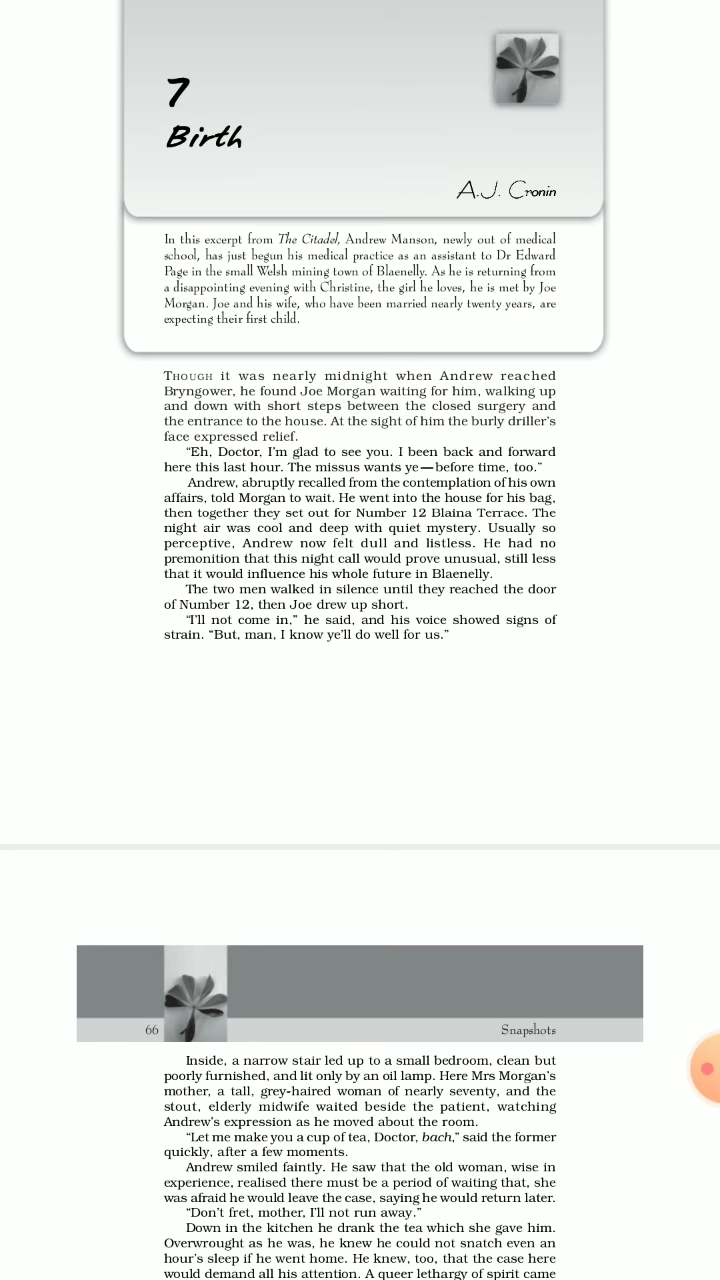 7
Birth
A.J. Cronin
In this excerpt from The Citadel, Andrew Manson, newly out of medical
school, has just begun his medical practice as an assistant to Dr Edward
Page in the small Welsh mining town of Blaenelly. As he is returning from
a disappointing evening with Christine, the girl he loves, he is met by Joe
Morgan. Joe and his wife, who have been married nearly twenty years, are
expecting their first child.
THOUGH it was nearly midnight when Andrew reached
Bryngower, he found Joe Morgan waiting for him, walking up
and down with short steps between the closed surgery and
the entrance to the house. At the sight of him the burly driller's
face expressed relief.
“Eh, Doctor, I'm glad to see you. I been back and forward
here this last hour. The missus wants ye — before time, too.”
Andrew, abruptly recalled from the contemplation of his own
affairs, told Morgan to wait. He went into the house for his bag,
then together they set out for Number 12 Blaina Terrace. The
night air was cool and deep with quiet mystery. Usually so
perceptive, Andrew now felt dull and listless. He had no
premonition that this night call would prove unusual, still less
that it would influence his whole future in Blaenelly.
The two men walked in silence until they reached the door
of Number 12, then Joe drew up short.
“I'll not come in,” he said, and his voice showed signs of
strain. “But, man, I know ye'll do well for us.”
66
Snapshots
Inside, a narrow stair led up to a small bedroom, clean but
poorly furnished, and lit only by an oil lamp. Here Mrs Morgan's
mother, a tall, grey-haired woman of nearly seventy, and the
stout, elderly midwife waited beside the patient, watching
Andrew's expression as he moved about the room.
“Let me make you a cup of tea, Doctor, bach,” said the former
quickly, after a few moments.
Andrew smiled faintly. He saw that the old woman, wise in
experience, realised there must be a period of waiting that, she
was afraid he would leave the case, saying he would return later.
“Don't fret, mother, I'll not run away.”
Down in the kitchen he drank the tea which she gave him.
Overwrought as he was, he knew he could not snatch even an
hour's sleep if he went home. He knew, too, that the case here
would demand all his attention. A queer lethargy of spirit came